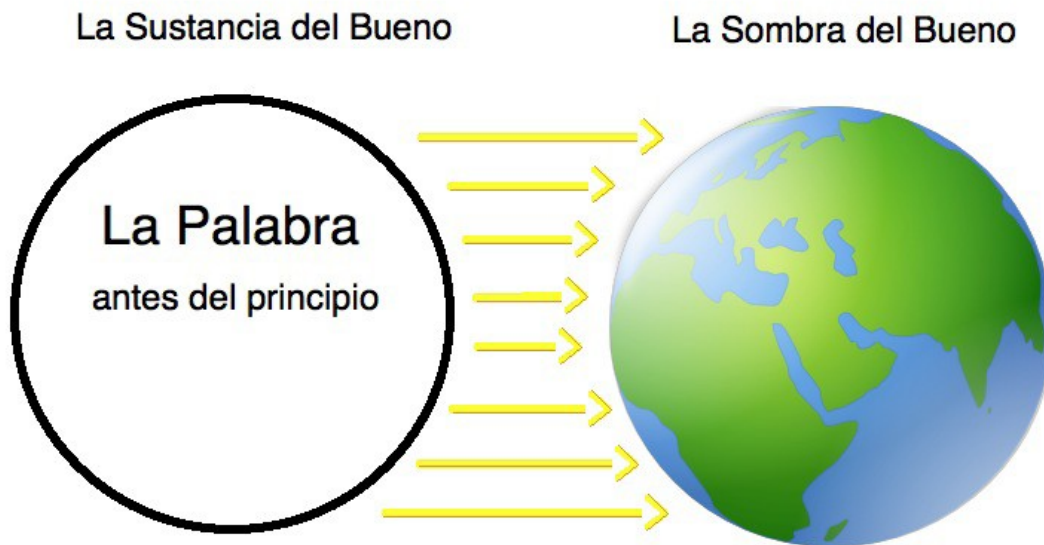 La Sustancia del Bueno
La Sombra del Bueno
La Palabra
antes del principio